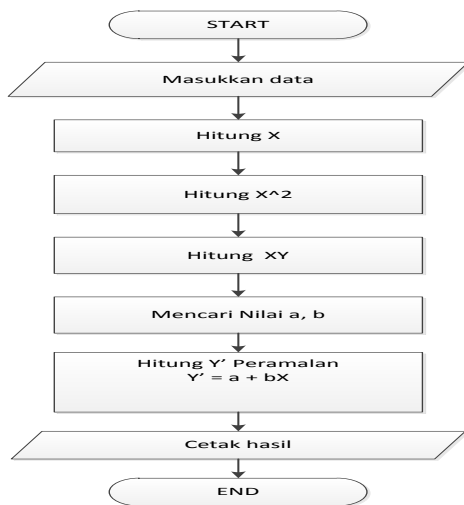 START
Masukkan data
Hitung X
Hitung X^2
Hitung XY
Mencari Nilai a, b
Hitung Y’ Peramalan
Y’ = a + bX
Cetak hasil
END